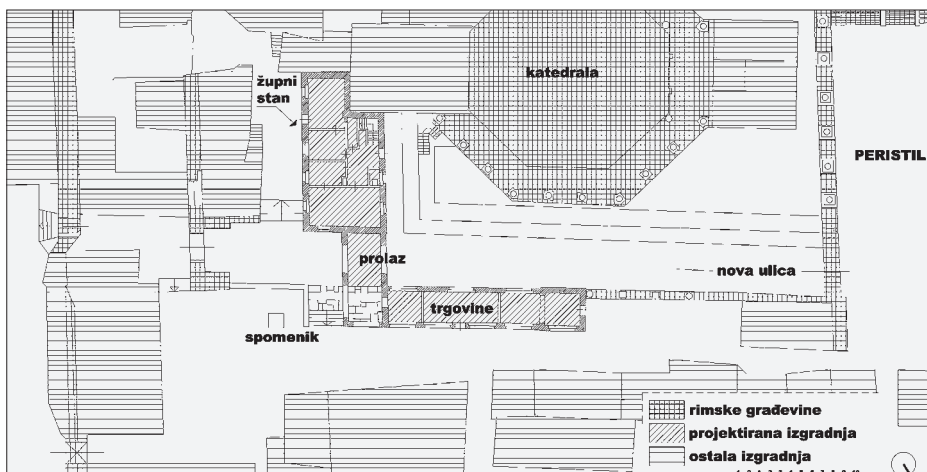 katedrala
župni
stan
PERISTIL
prolaz
nova ulica
trgovine
spomenik
rimske građevine
projektirana izgradnja
ostala izgradnja